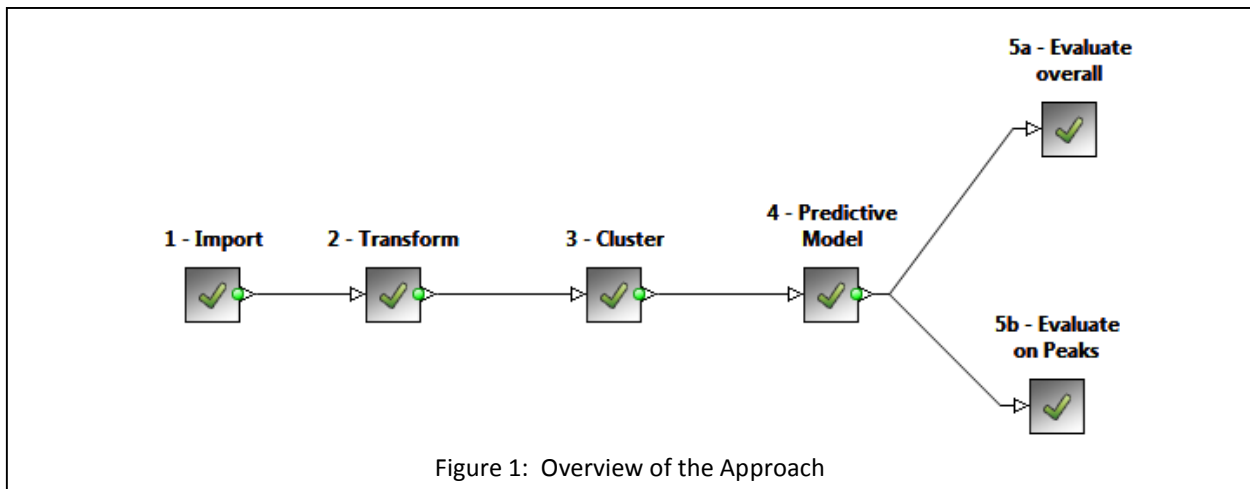 5a - Evaluate
overall
1 - Import
2 - Transform
3 - Cluster
4 - Predictive
Model
5b - Evaluate
on Peaks
Figure 1:  Overview of the Approach